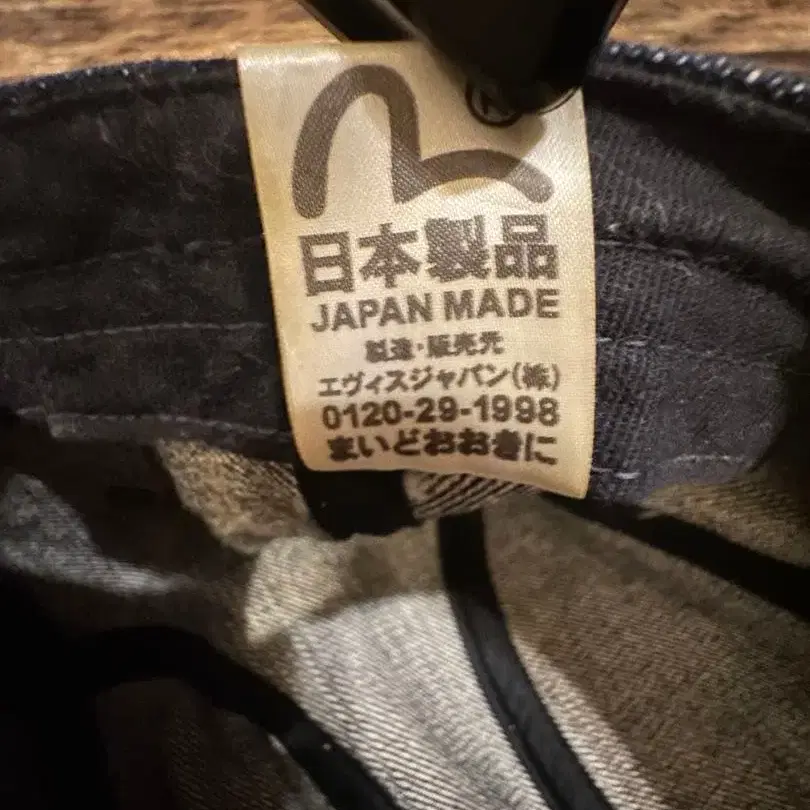 日本製品
JAPAN MADE
製造・販売元
エヴィスジャパン(株)
0120-29-1998
まいどおおきに